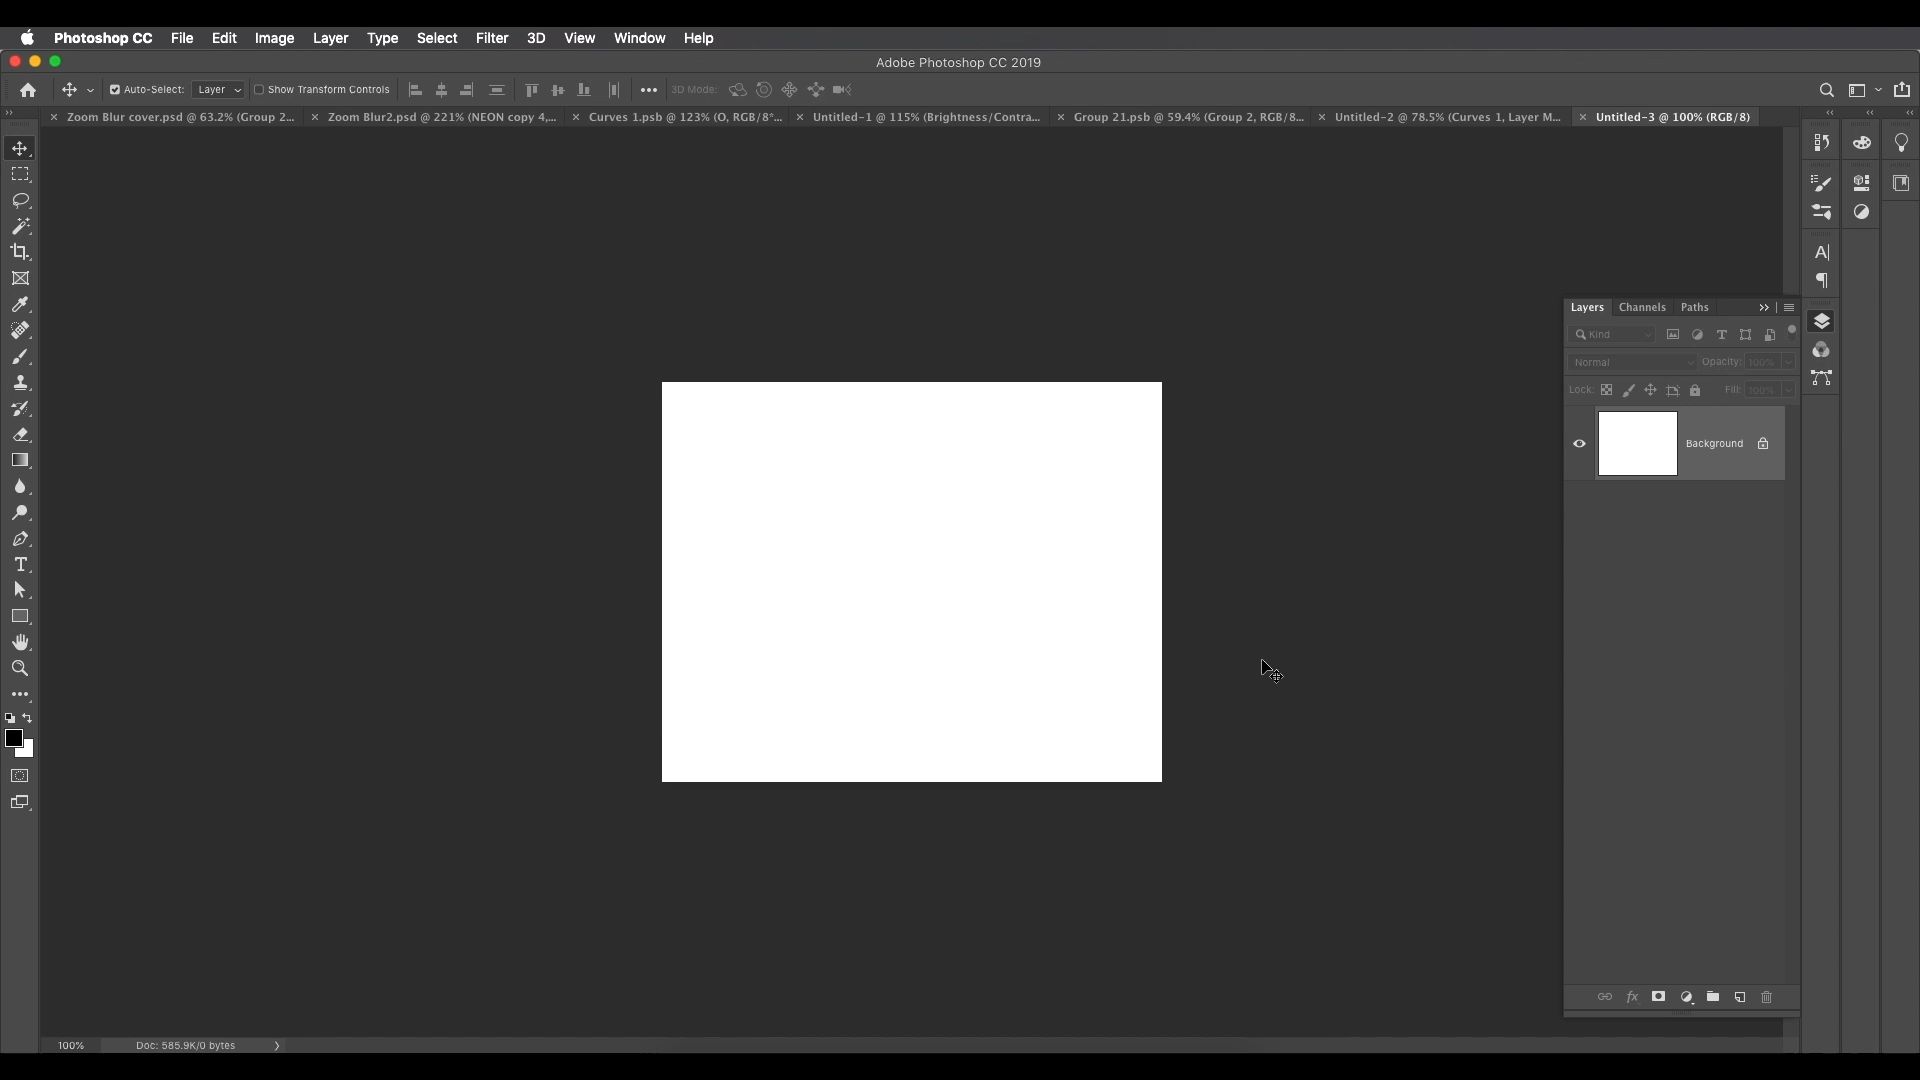 Photoshop CC File Edit Image Layer Type Select Filter 3D View Window Help
Adobe Photoshop CC 2019
Auto-Select: Layer Show Transform Controls 3D Mode:
Zoom Blur cover.psd @ 63.2% (Group 2... Zoom Blur2.psd @ 221% (NEON copy 4,... Curves 1.psb @ 123% (O, RGB/8*... Untitled-1 @ 115% (Brightness/Contra... Group 21.psb @ 59.4% (Group 2, RGB/8... Untitled-2 @ 78.5% (Curves 1, Layer M... Untitled-3 @ 100% (RGB/8)
Layers Channels Paths
Kind
Normal Opacity: 100%
Lock: Fill: 100%
Background
fx
100% Doc: 585.9K/0 bytes